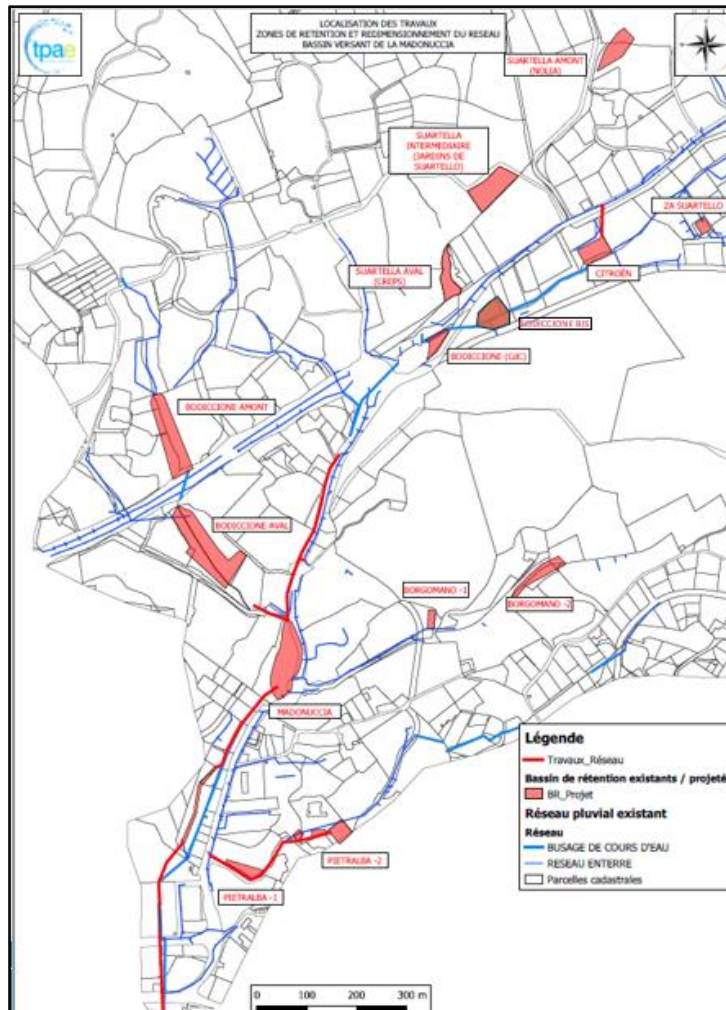 tpae
LOCALISATION DES TRAVAUX
ZONES DE RETENTION ET REDIMENSIONNEMENT DU RESEAU
BASSIN VERSANT DE LA MADONUCCIA
SUARTELLA AMONT
(NOLIA)
SUARTELLA
INTERMEDIAIRE
(JARDINS DE
SUARTELLO)
ZA SUARTELLO
SUARTELLA AVAL
(CREPS)
CITROËN
BODICCIONE BIS
BODICCIONE (CJC)
BODICCIONE AMONT
BODICCIONE AVAL
BORGOMANO -1
BORGOMANO -2
MADONUCCIA
PIETRALBA -2
PIETRALBA -1
Légende
Travaux_Réseau
Bassin de rétention existants / projeté
BR_Projet
Réseau pluvial existant
Réseau
BUSAGE DE COURS D'EAU
RESEAU ENTERRE
Parcelles cadastrales
0 100 200 300 m